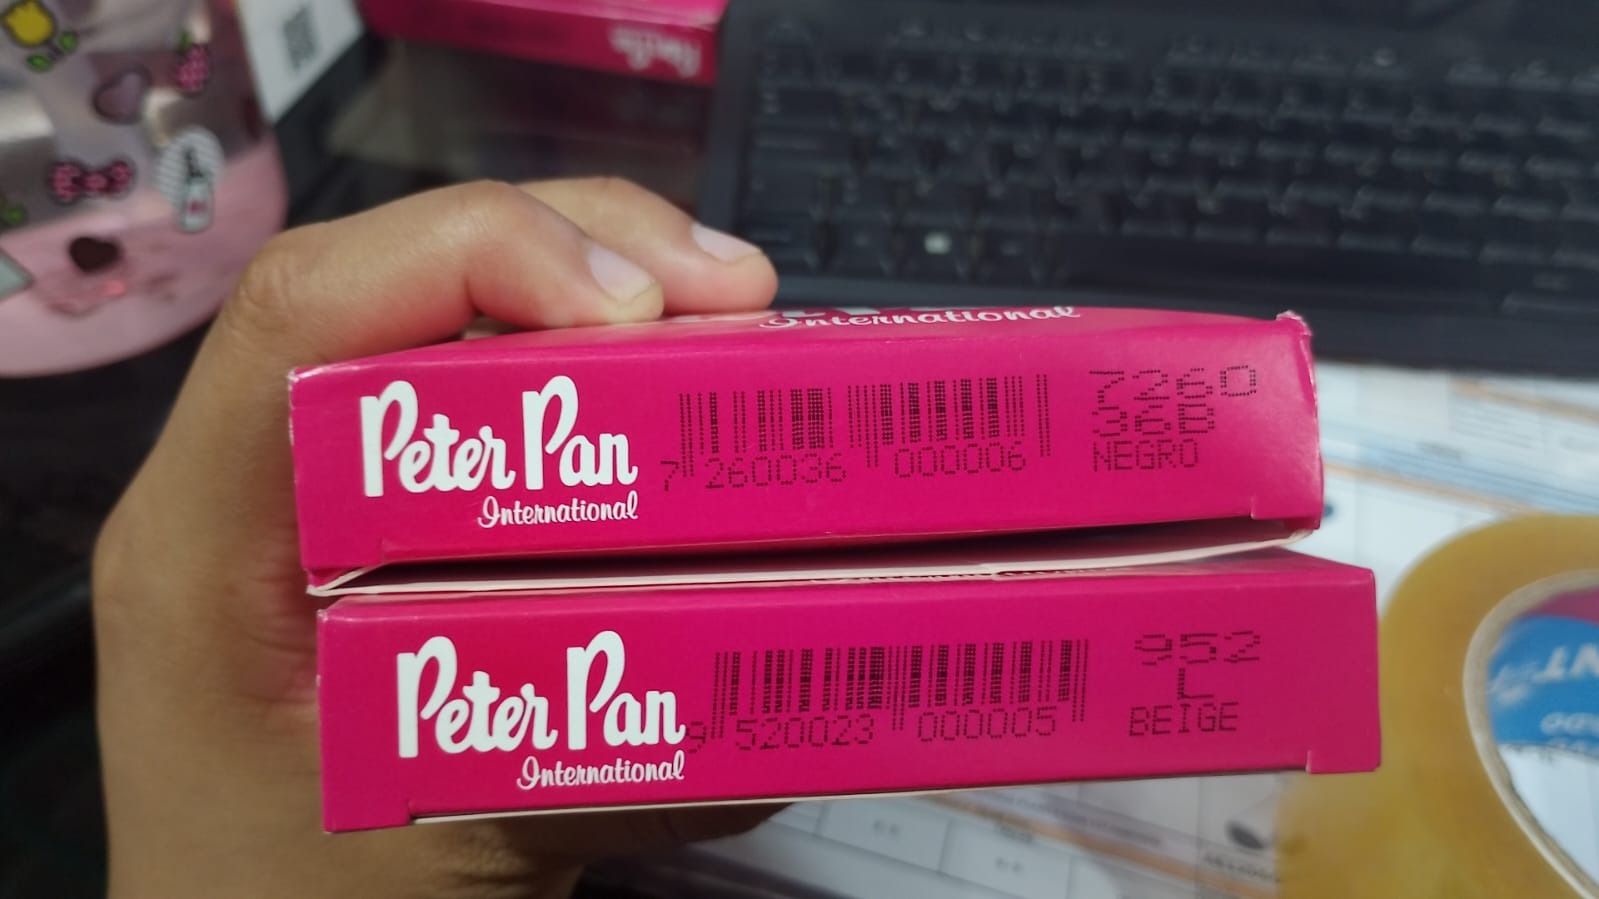 International
Peter Pan
International
7 260036 000006
7260
36B
NEGRO
Peter Pan
International
9 520023 000005
952
L
BEIGE